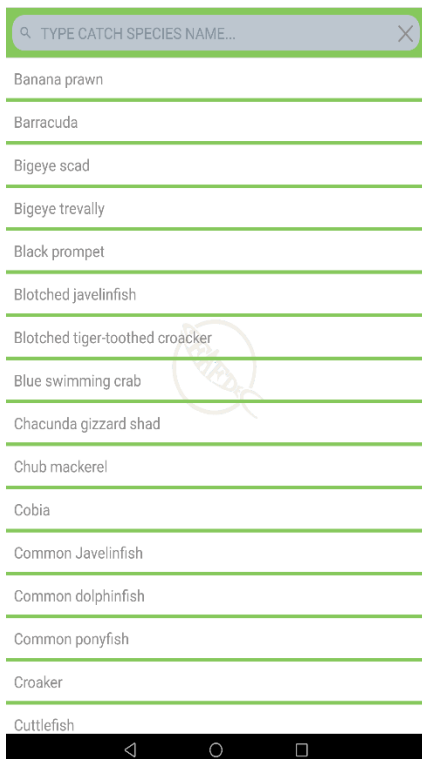 TYPE CATCH SPECIES NAME...
Banana prawn
Barracuda
Bigeye scad
Bigeye trevally
Black prompet
Blotched javelinfish
Blotched tiger-toothed croacker
Blue swimming crab
Chacunda gizzard shad
Chub mackerel
Cobia
Common Javelinfish
Common dolphinfish
Common ponyfish
Croaker
Cuttlefish